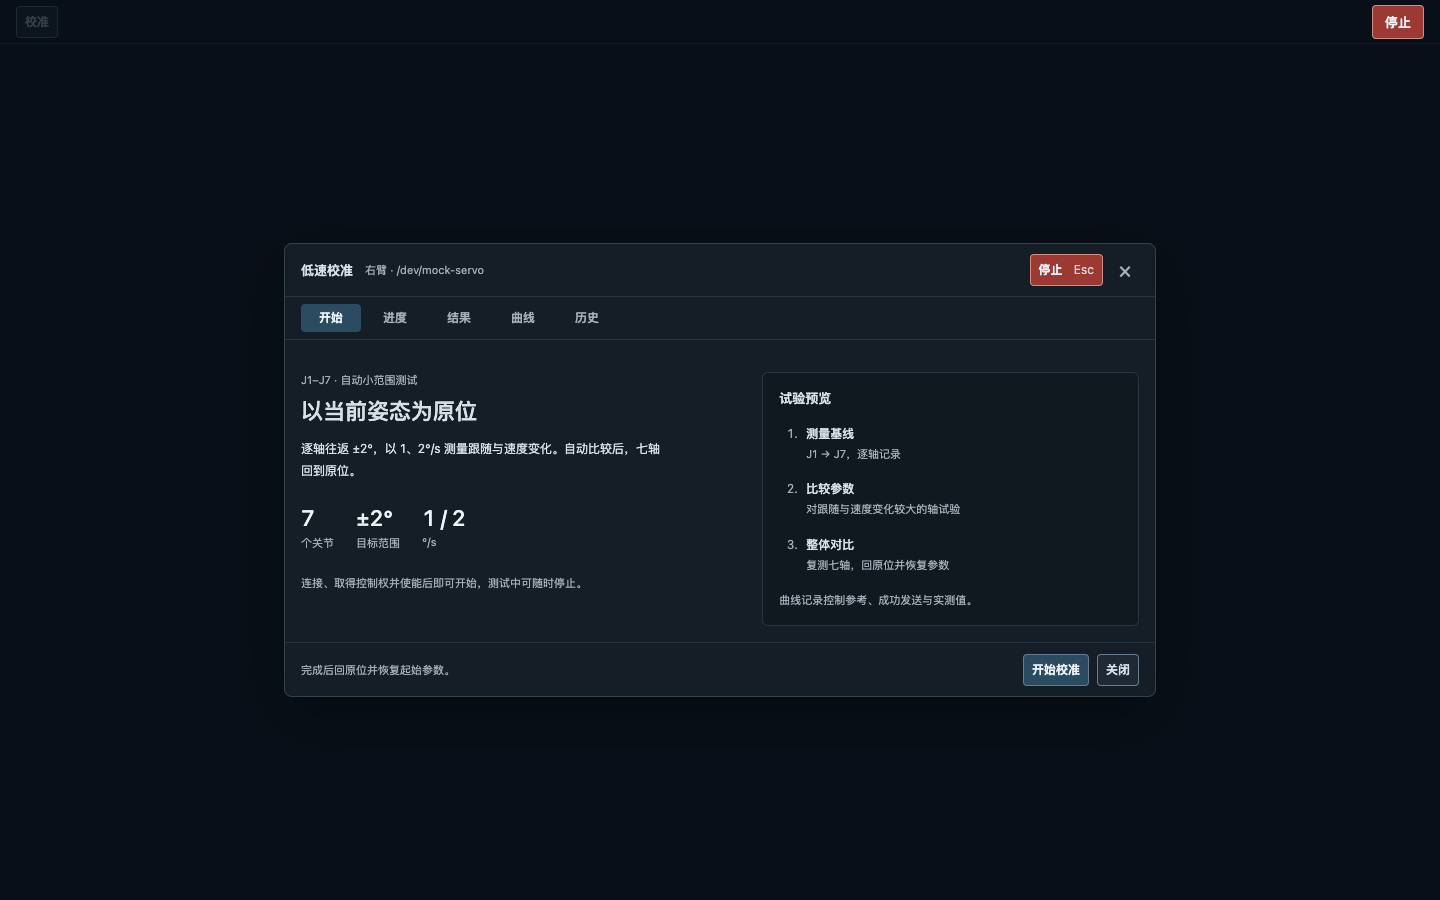 校准
停止
低速校准 右臂 · /dev/mock-servo
停止 Esc ×
开始 进度 结果 曲线 历史
J1–J7 · 自动小范围测试
以当前姿态为原位
逐轴往返 ±2°，以 1、2°/s 测量跟随与速度变化。自动比较后，七轴
回到原位。
7 ±2° 1 / 2
个关节 目标范围 °/s
连接、取得控制权并使能后即可开始，测试中可随时停止。
试验预览
1. 测量基线
J1 → J7，逐轴记录
2. 比较参数
对跟随与速度变化较大的轴试验
3. 整体对比
复测七轴，回原位并恢复参数
曲线记录控制参考、成功发送与实测值。
完成后回原位并恢复起始参数。
开始校准 关闭